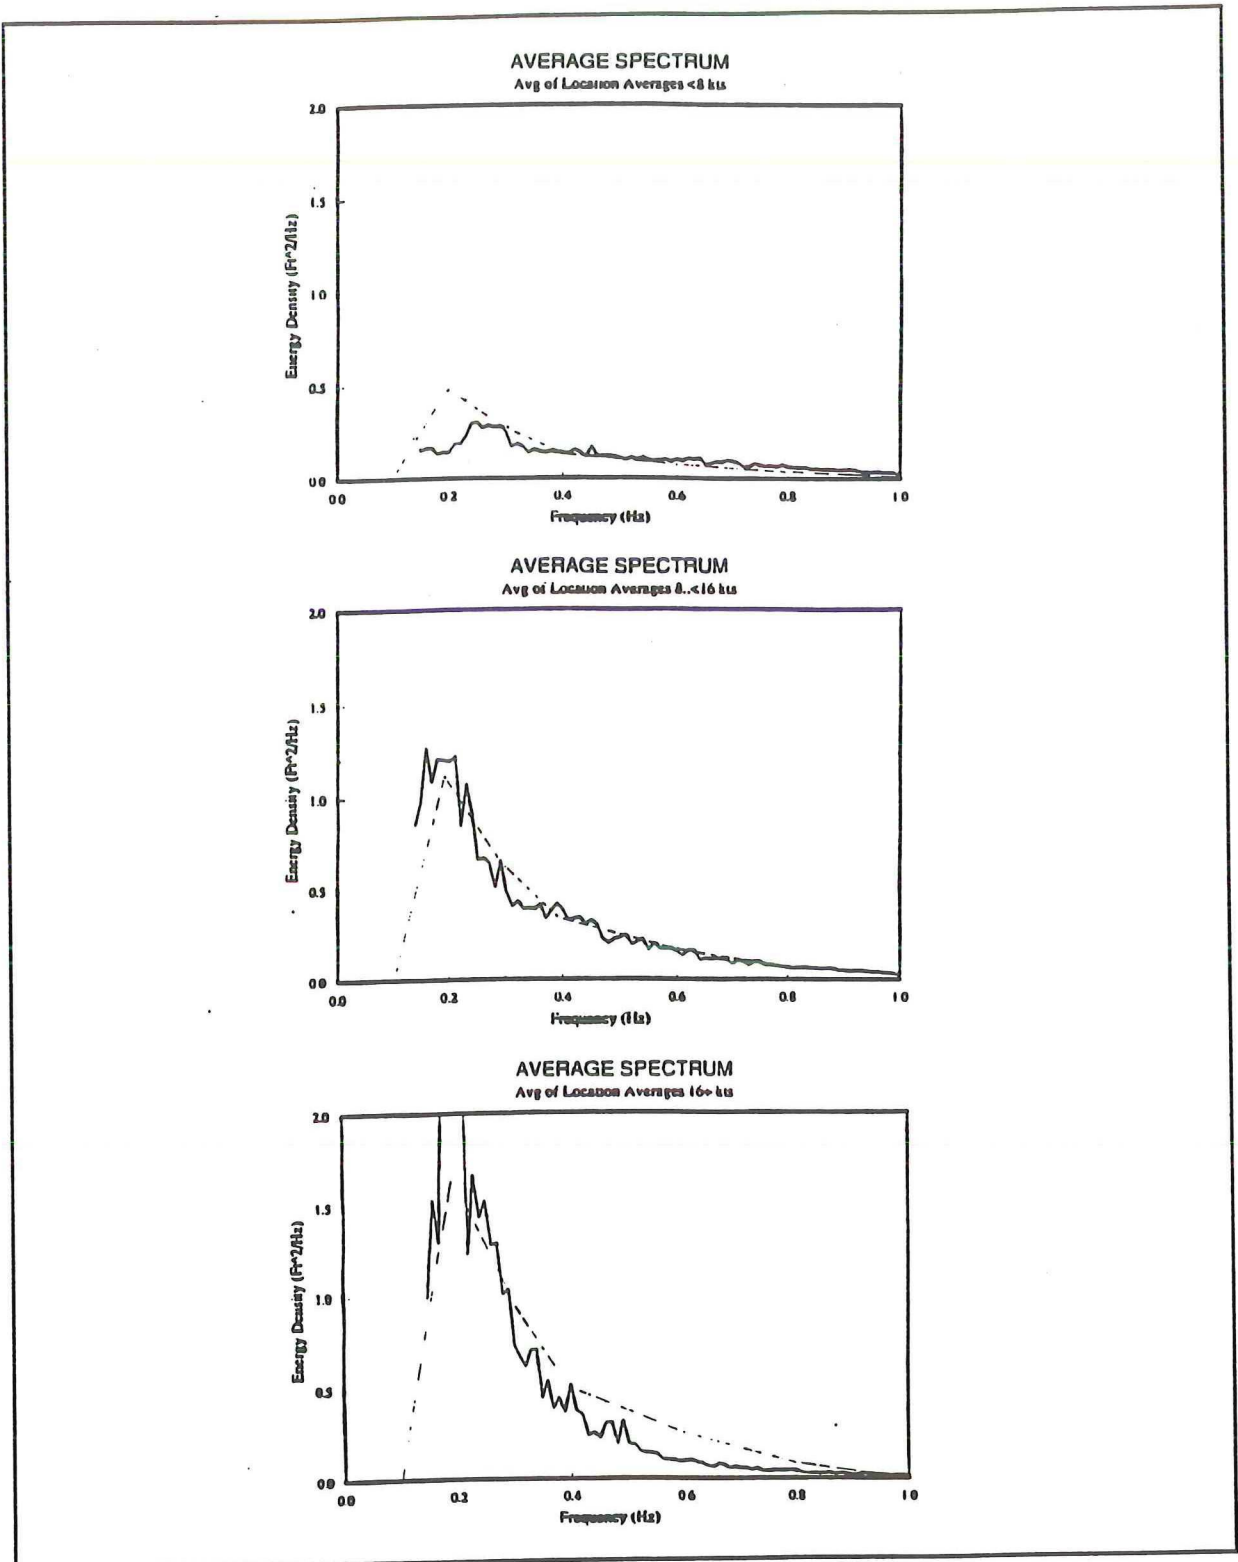 AVERAGE SPECTRUM
Avg of Location Averages <8 kts
2.0
1.5
1.0
0.5
0.0
Energy Density (Ft^2/Hz)
0.0 0.2 0.4 0.6 0.8 1.0
Frequency (Hz)
AVERAGE SPECTRUM
Avg of Location Averages 8..<16 kts
2.0
1.5
1.0
0.5
0.0
Energy Density (Ft^2/Hz)
0.0 0.2 0.4 0.6 0.8 1.0
Frequency (Hz)
AVERAGE SPECTRUM
Avg of Location Averages 16+ kts
2.0
1.5
1.0
0.5
0.0
Energy Density (Ft^2/Hz)
0.0 0.2 0.4 0.6 0.8 1.0
Frequency (Hz)